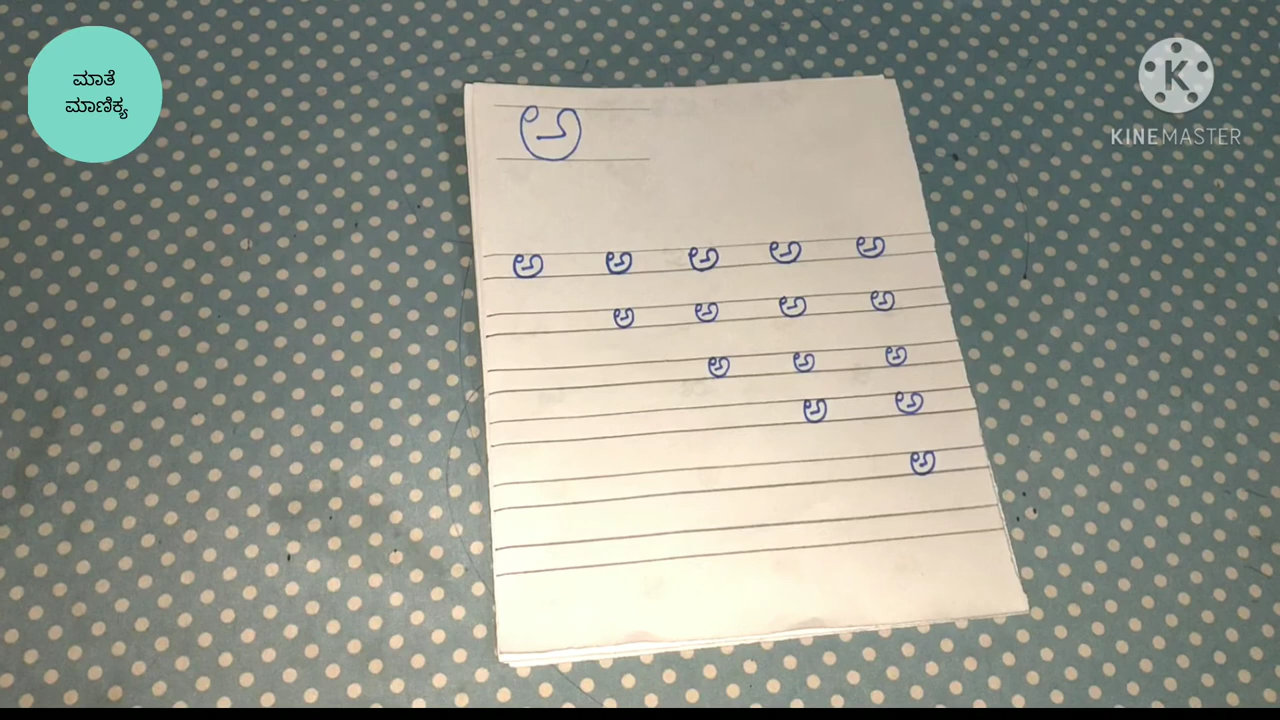 ಮಾತೆ
ಮಾಣಿಕ್ಯ
KINEMASTER
ಅ
ಅ ಅ ಅ ಅ ಅ
ಅ ಅ ಅ ಅ
ಅ ಅ ಅ
ಅ ಅ
ಅ